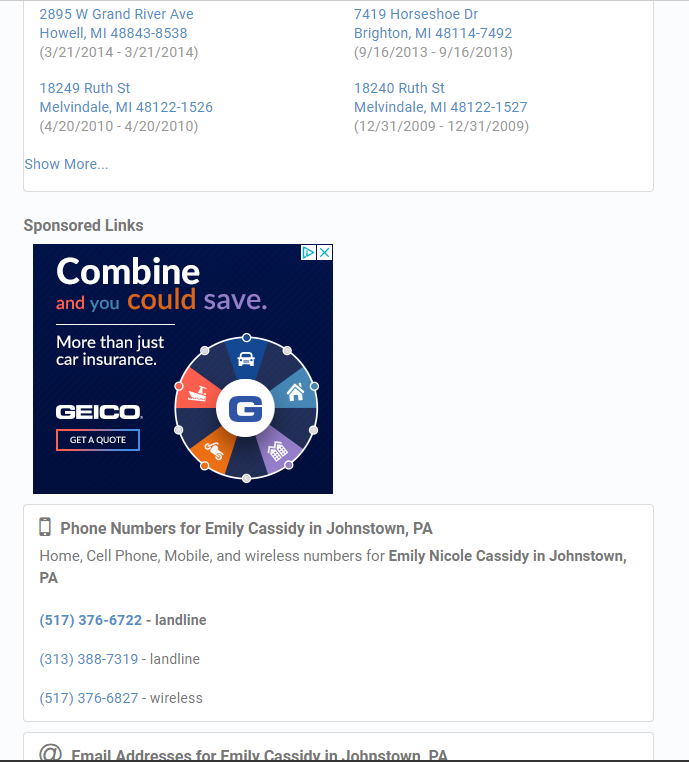 2895 W Grand River Ave
Howell, MI 48843-8538
(3/21/2014 - 3/21/2014)
7419 Horseshoe Dr
Brighton, MI 48114-7492
(9/16/2013 - 9/16/2013)
18249 Ruth St
Melvindale, MI 48122-1526
(4/20/2010 - 4/20/2010)
18240 Ruth St
Melvindale, MI 48122-1527
(12/31/2009 - 12/31/2009)
Show More...
Sponsored Links
Combine
and you could save.
More than just
car insurance.
GEICO.
GET A QUOTE
G
Phone Numbers for Emily Cassidy in Johnstown, PA
Home, Cell Phone, Mobile, and wireless numbers for Emily Nicole Cassidy in Johnstown,
PA
(517) 376-6722 - landline
(313) 388-7319 - landline
(517) 376-6827 - wireless
@ Email Addresses for Emily Cassidy in Johnstown, PA